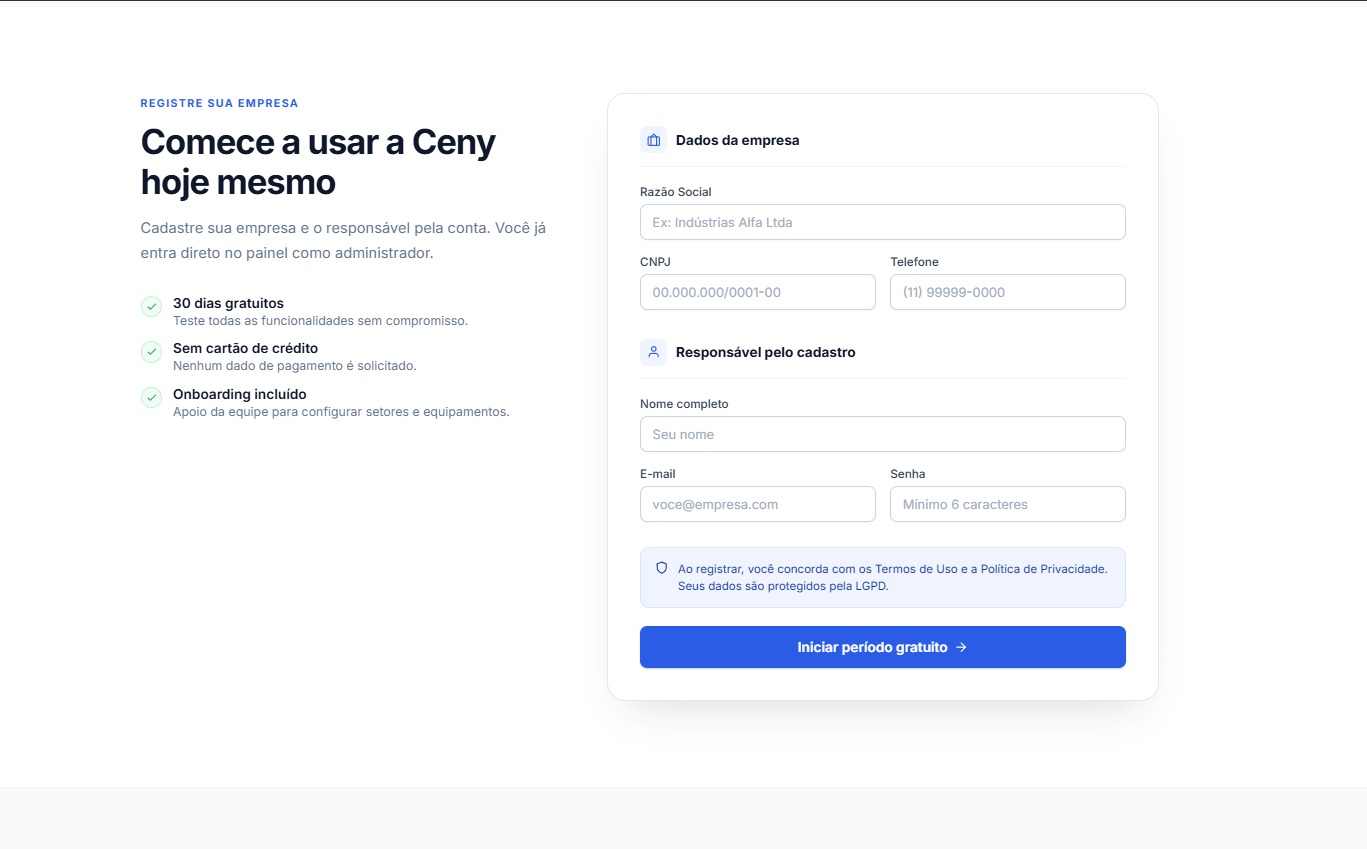 REGISTRE SUA EMPRESA
Comece a usar a Ceny
hoje mesmo
Cadastre sua empresa e o responsável pela conta. Você já
entra direto no painel como administrador.
30 dias gratuitos
Teste todas as funcionalidades sem compromisso.
Sem cartão de crédito
Nenhum dado de pagamento é solicitado.
Onboarding incluído
Apoio da equipe para configurar setores e equipamentos.
Dados da empresa
Razão Social
Ex: Indústrias Alfa Ltda
CNPJ
Telefone
00.000.000/0001-00
(11) 99999-0000
Responsável pelo cadastro
Nome completo
Seu nome
E-mail
Senha
voce@empresa.com
Mínimo 6 caracteres
Ao registrar, você concorda com os Termos de Uso e a Política de Privacidade.
Seus dados são protegidos pela LGPD.
Iniciar período gratuito →